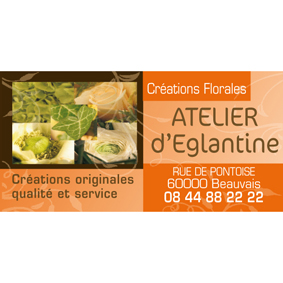 Créations Florales
ATELIER
d'Eglantine
Créations originales
qualité et service
RUE DE PONTOISE
60000 Beauvais
08 44 88 22 22